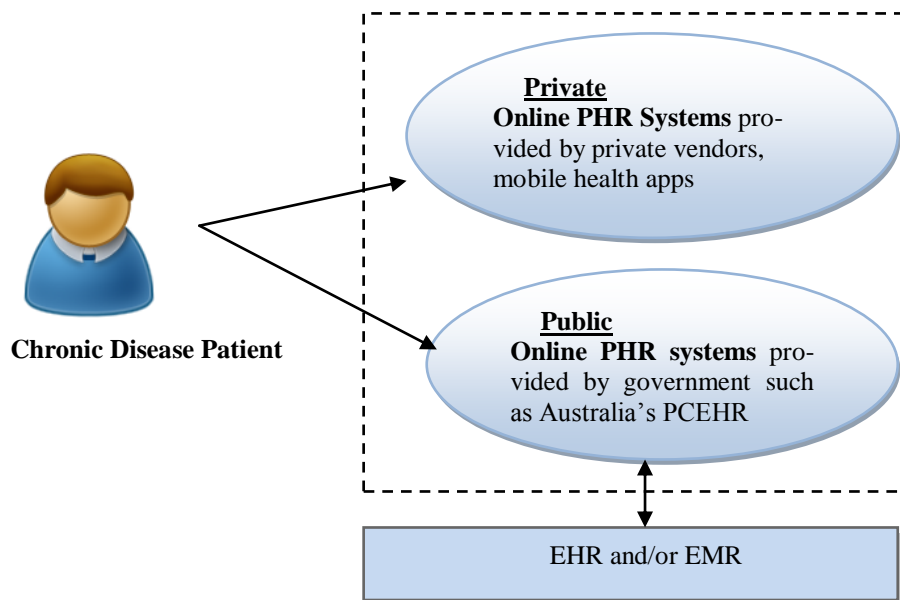 Private
Online PHR Systems pro-
vided by private vendors,
mobile health apps
Chronic Disease Patient
Public
Online PHR systems pro-
vided by government such
as Australia’s PCEHR
EHR and/or EMR